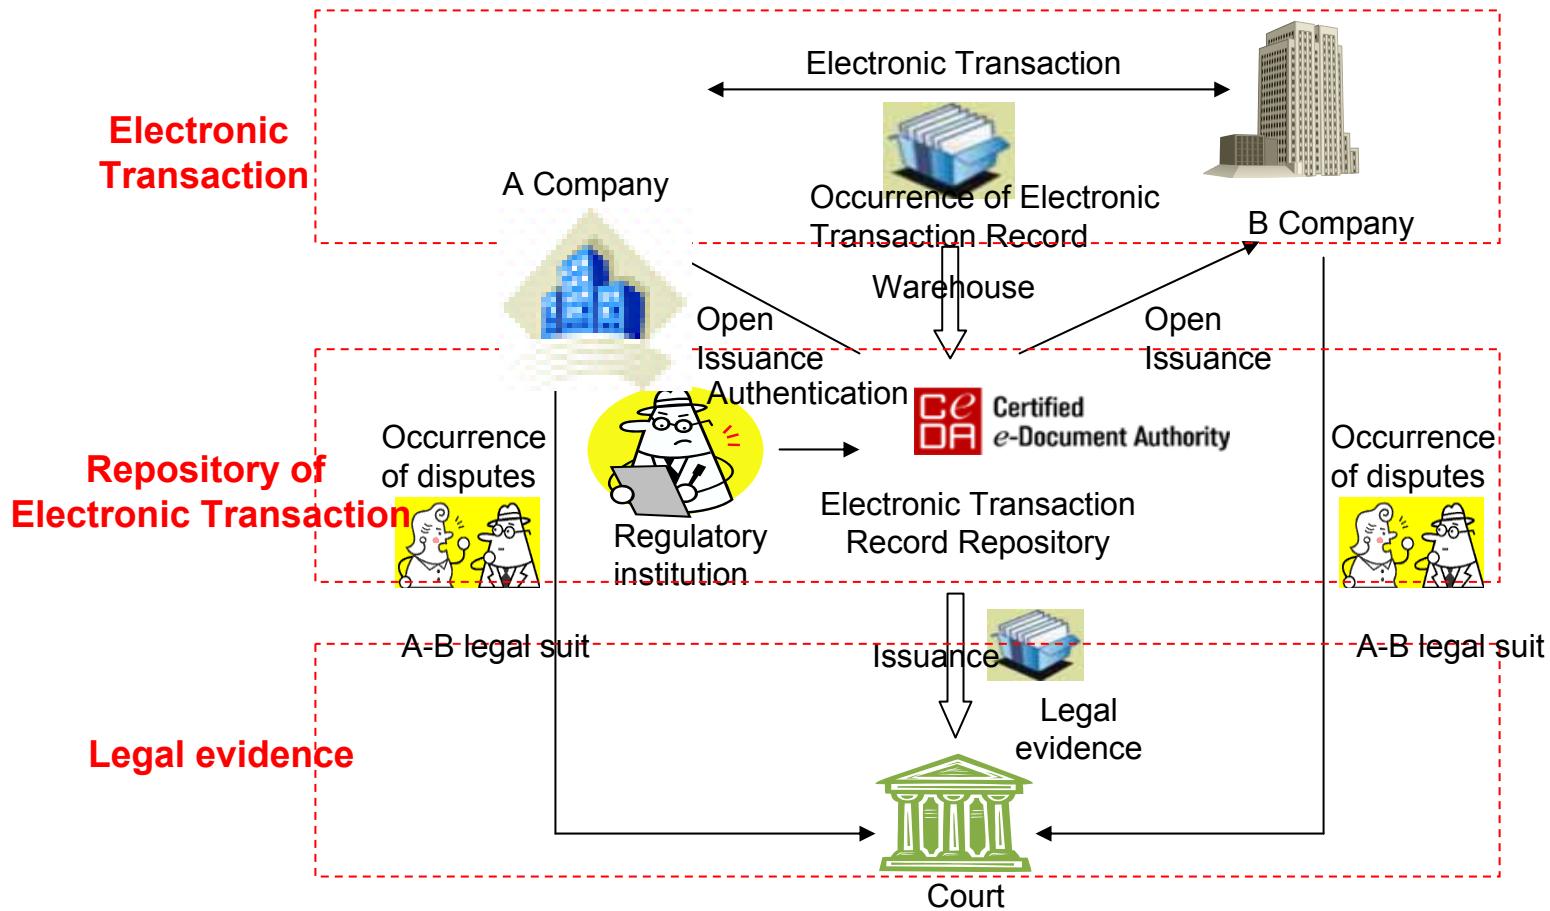 Electronic Transaction
Electronic
Transaction
A Company
Occurrence of Electronic
Transaction Record
B Company
Warehouse
Open
Issuance
Open
Issuance
Authentication
CeDA
Certified
e-Document Authority
Occurrence
of disputes
Occurrence
of disputes
Repository of
Electronic Transaction
Electronic Transaction
Record Repository
Regulatory
institution
A-B legal suit
Issuance
A-B legal suit
Legal
evidence
Legal evidence
Court